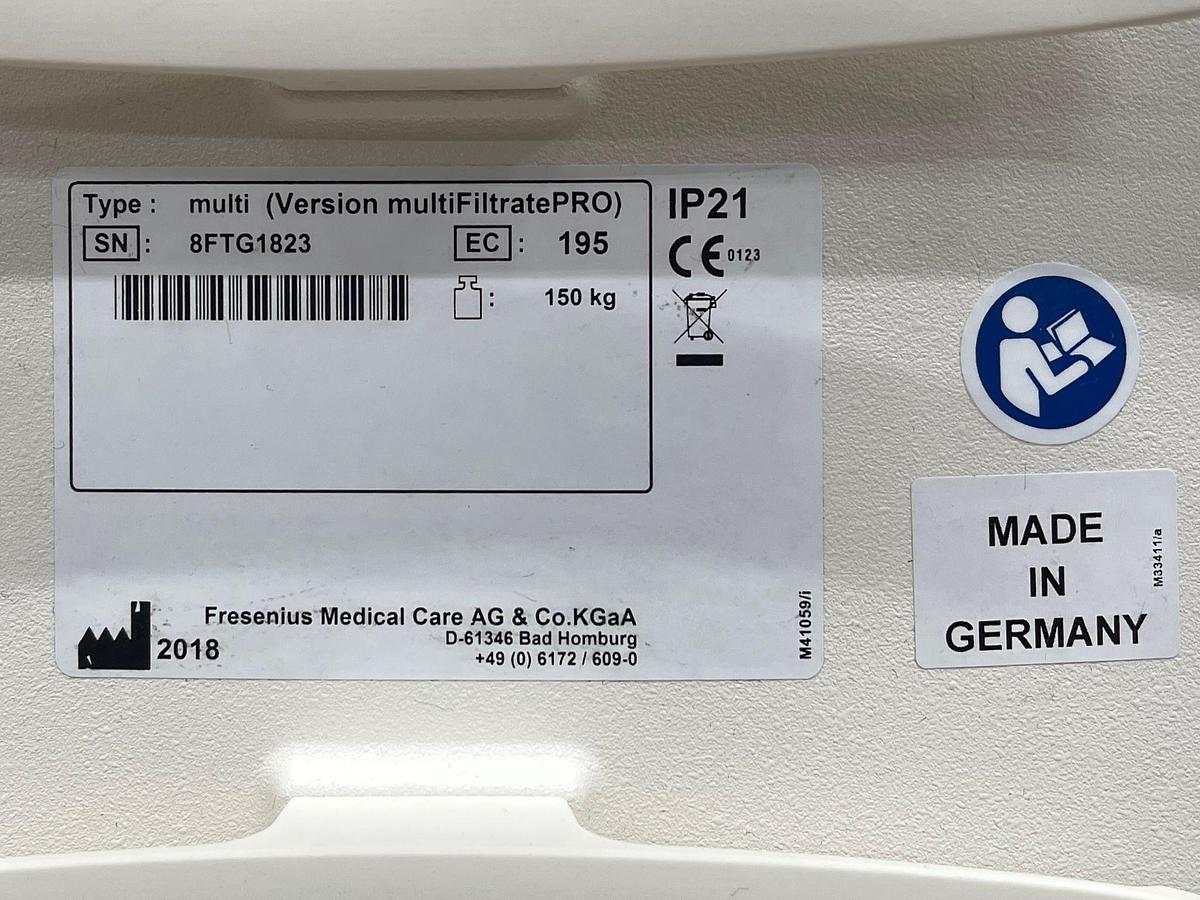 Type : multi (Version multiFiltratePRO)
SN : 8FTG1823
EC : 195
: 150 kg
IP21
CE 0123
2018
Fresenius Medical Care AG & Co.KGaA
D-61346 Bad Homburg
+49 (0) 6172 / 609-0
M41059/i
MADE
IN
GERMANY
M33411/a